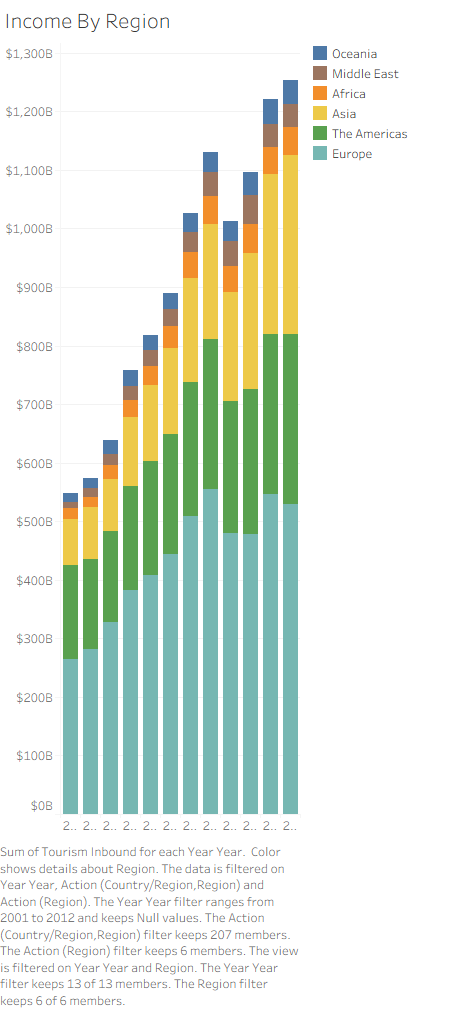 Income By Region
$1,300B
$1,200B
$1,100B
$1,000B
$900B
$800B
$700B
$600B
$500B
$400B
$300B
$200B
$100B
$0B
2.. 2.. 2.. 2.. 2.. 2.. 2.. 2.. 2.. 2.. 2.. 2..
Oceania
Middle East
Africa
Asia
The Americas
Europe
Sum of Tourism Inbound for each Year Year. Color
shows details about Region. The data is filtered on
Year Year, Action (Country/Region,Region) and
Action (Region). The Year Year filter ranges from
2001 to 2012 and keeps Null values. The Action
(Country/Region,Region) filter keeps 207 members.
The Action (Region) filter keeps 6 members. The view
is filtered on Year Year and Region. The Year Year
filter keeps 13 of 13 members. The Region filter
keeps 6 of 6 members.